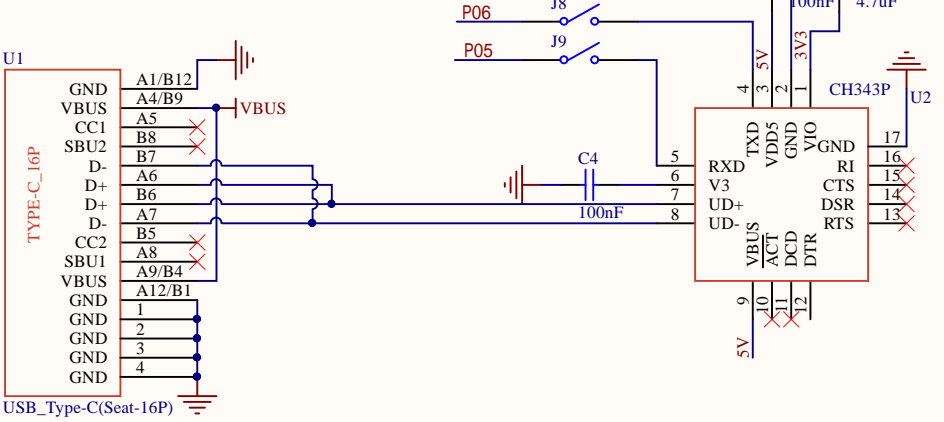 J8
100nF
4.7uF
P06
J9
P05
5V
3V3
U1
CH343P
U2
A1/B12
GND
A4/B9
VBUS
VBUS
A5
CC1
B8
SBU2
B7
D-
A6
D+
B6
D+
A7
D-
B5
CC2
A8
SBU1
A9/B4
VBUS
A12/B1
GND
1
GND
2
GND
3
GND
4
GND
TYPE-C_16P
USB_Type-C(Seat-16P)
C4
100nF
4
3
2
1
TXD
VDD5
GND
VIO
5
RXD
6
V3
7
UD+
8
UD-
GND
17
RI
16
CTS
15
DSR
14
RTS
13
VBUS
ACT
DCD
DTR
9
10
11
12
5V